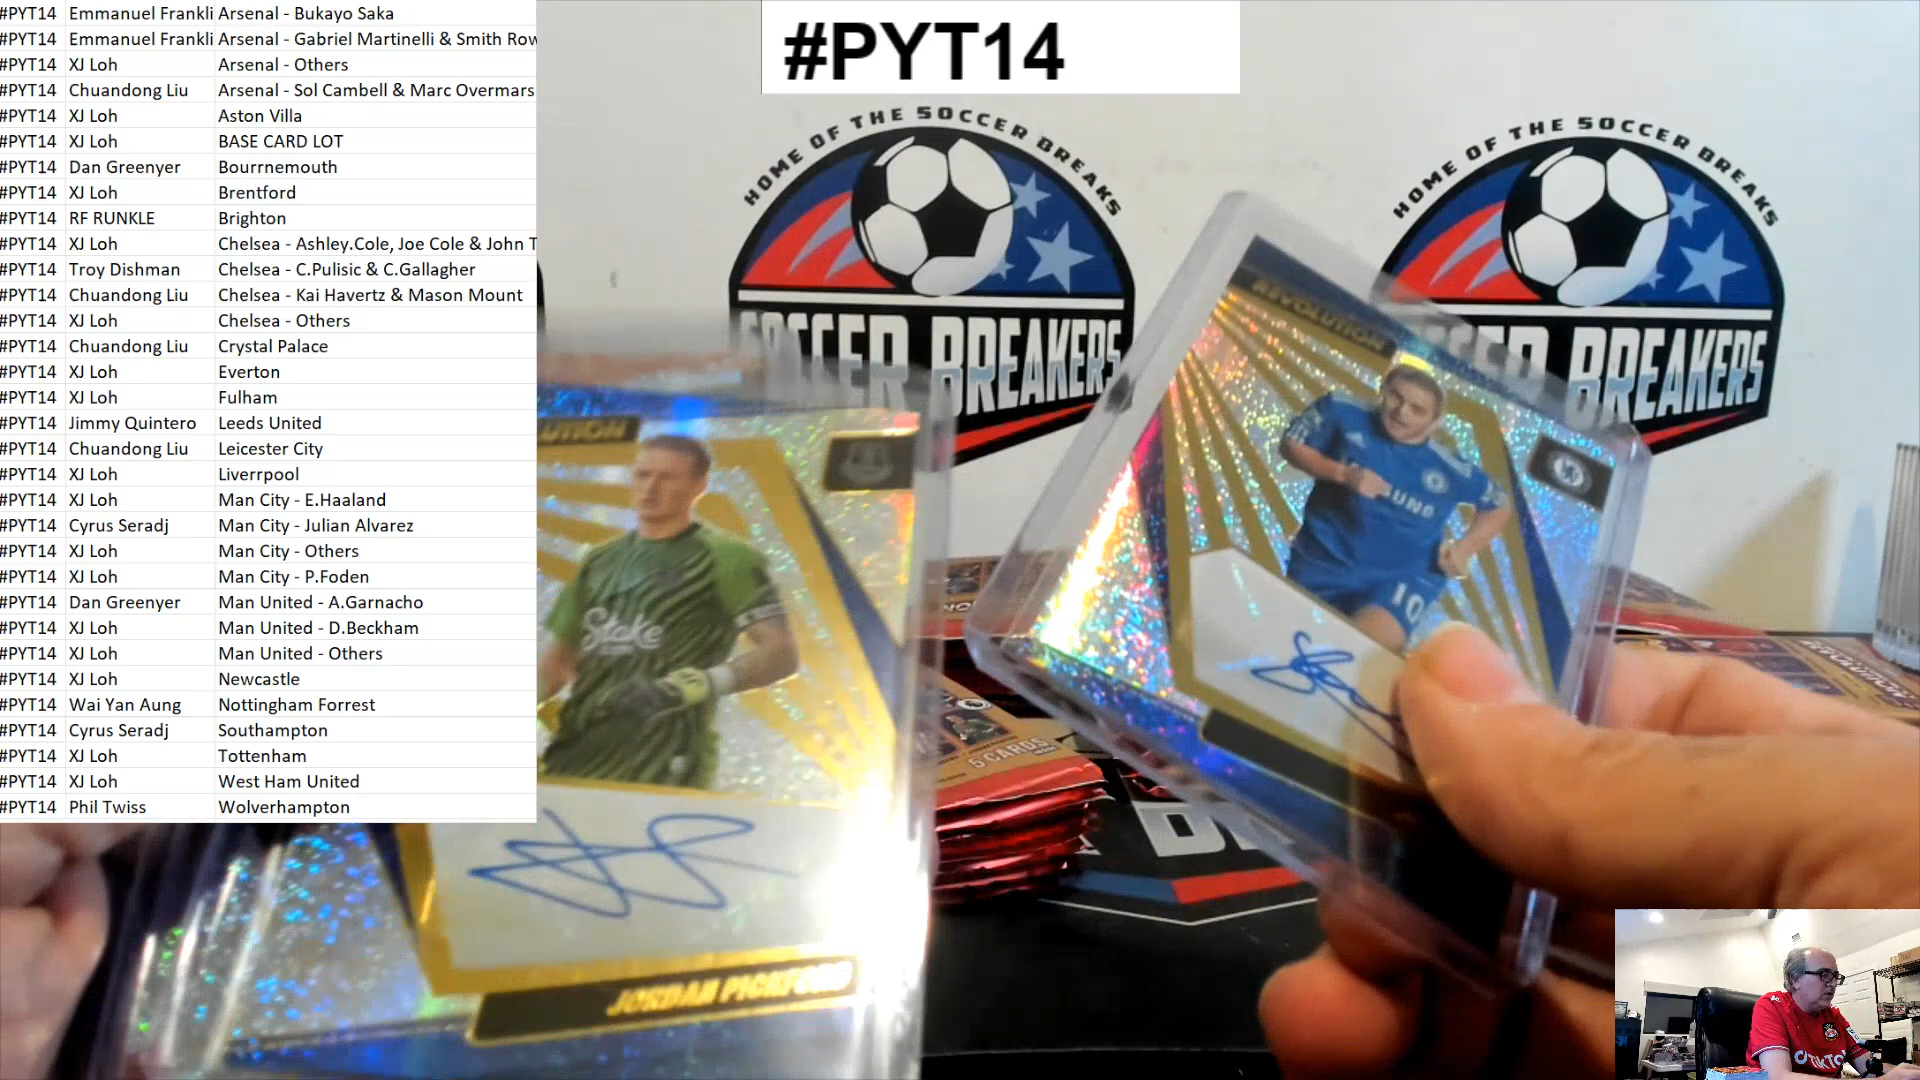 #PYT14 Emmanuel Frankli Arsenal - Bukayo Saka
#PYT14 Emmanuel Frankli Arsenal - Gabriel Martinelli & Smith Row
#PYT14 XJ Loh Arsenal - Others
#PYT14 Chuandong Liu Arsenal - Sol Cambell & Marc Overmars
#PYT14 XJ Loh Aston Villa
#PYT14 XJ Loh BASE CARD LOT
#PYT14 Dan Greenyer Bourrnemouth
#PYT14 XJ Loh Brentford
#PYT14 RF RUNKLE Brighton
#PYT14 XJ Loh Chelsea - Ashley.Cole, Joe Cole & John T
#PYT14 Troy Dishman Chelsea - C.Pulisic & C.Gallagher
#PYT14 Chuandong Liu Chelsea - Kai Havertz & Mason Mount
#PYT14 XJ Loh Chelsea - Others
#PYT14 Chuandong Liu Crystal Palace
#PYT14 XJ Loh Everton
#PYT14 XJ Loh Fulham
#PYT14 Jimmy Quintero Leeds United
#PYT14 Chuandong Liu Leicester City
#PYT14 XJ Loh Liverrpool
#PYT14 XJ Loh Man City - E.Haaland
#PYT14 Cyrus Seradj Man City - Julian Alvarez
#PYT14 XJ Loh Man City - Others
#PYT14 XJ Loh Man City - P.Foden
#PYT14 Dan Greenyer Man United - A.Garnacho
#PYT14 XJ Loh Man United - D.Beckham
#PYT14 XJ Loh Man United - Others
#PYT14 XJ Loh Newcastle
#PYT14 Wai Yan Aung Nottingham Forrest
#PYT14 Cyrus Seradj Southampton
#PYT14 XJ Loh Tottenham
#PYT14 XJ Loh West Ham United
#PYT14 Phil Twiss Wolverhampton
#PYT14
HOME OF THE SOCCER BREAKS
SOCCER BREAKERS
HOME OF THE SOCCER BREAKS
BREAKERS
REVOLUTION
10
Stake
JORDAN PICKFORD
5 CARDS
TikTo